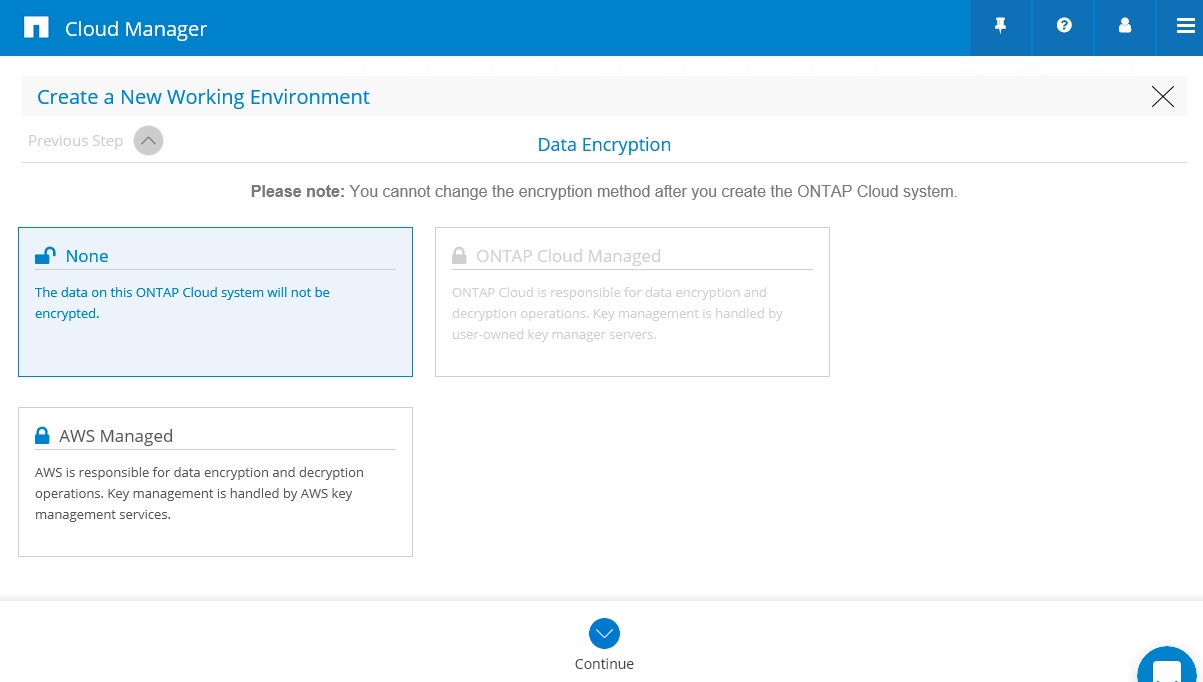 Cloud Manager
Create a New Working Environment
Previous Step
Data Encryption
Please note: You cannot change the encryption method after you create the ONTAP Cloud system.
None
The data on this ONTAP Cloud system will not be
encrypted.
ONTAP Cloud Managed
ONTAP Cloud is responsible for data encryption and
decryption operations. Key management is handled by
user-owned key manager servers.
AWS Managed
AWS is responsible for data encryption and decryption
operations. Key management is handled by AWS key
management services.
Continue